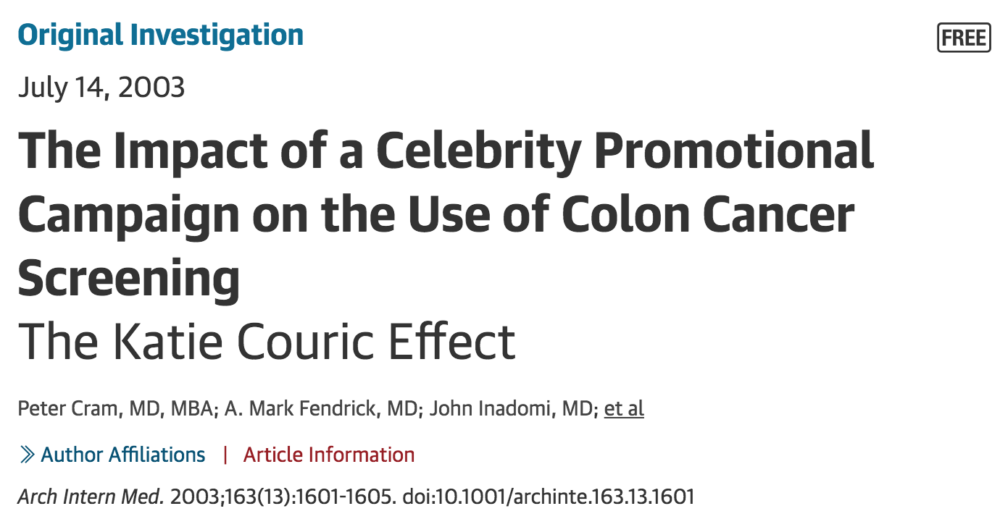 Original Investigation
FREE
July 14, 2003
The Impact of a Celebrity Promotional
Campaign on the Use of Colon Cancer
Screening
The Katie Couric Effect
Peter Cram, MD, MBA; A. Mark Fendrick, MD; John Inadomi, MD; et al
Author Affiliations | Article Information
Arch Intern Med. 2003;163(13):1601-1605. doi:10.1001/archinte.163.13.1601